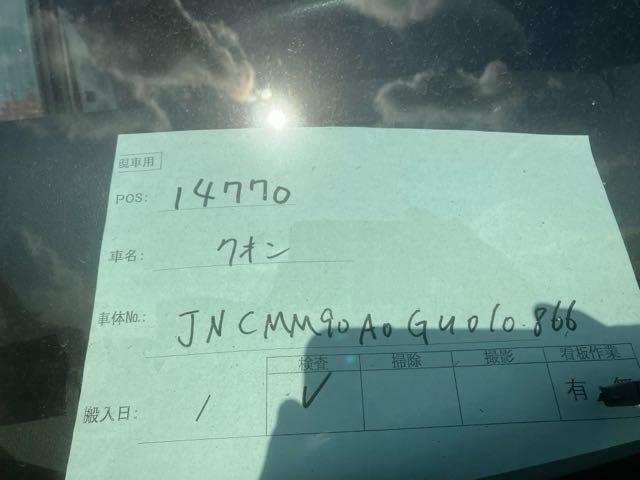 現車用
POS: 14770
車名: クオン
車体No.: JNCMM90A0GU010866
検査 掃除 撮影 看板作業
搬入日: / ✓ 有